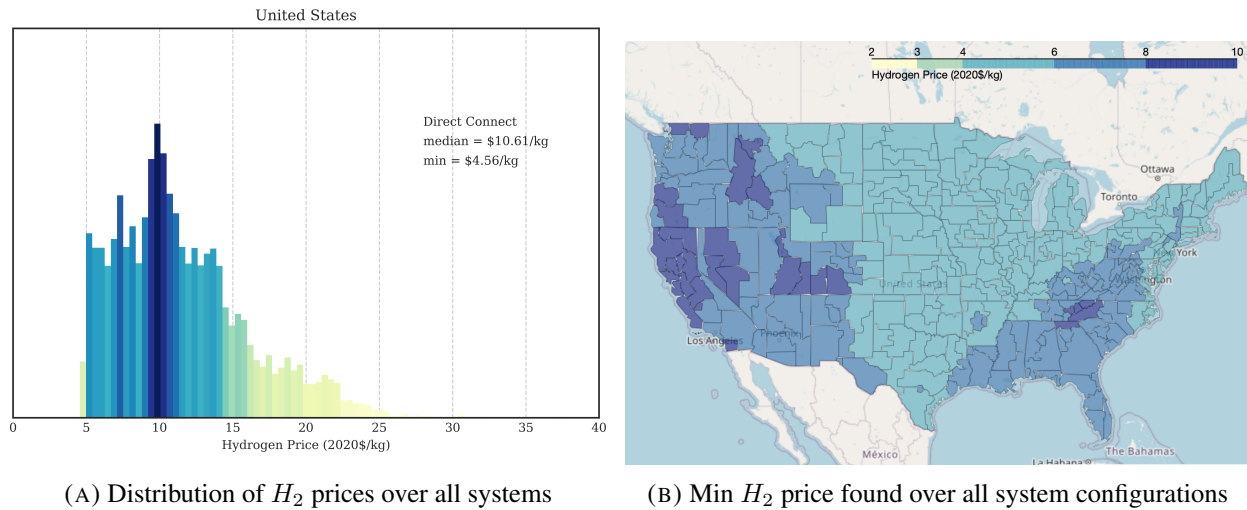 United States
Direct Connect
median = $10.61/kg
min = $4.56/kg
0 5 10 15 20 25 30 35 40
Hydrogen Price (2020$/kg)
(A) Distribution of H2 prices over all systems
2 3 4 6 8 10
Hydrogen Price (2020$/kg)
Ottawa
Toronto
York
United States
Washington
Los Angeles
Phoenix
México
La Habana
The Bahamas
(B) Min H2 price found over all system configurations